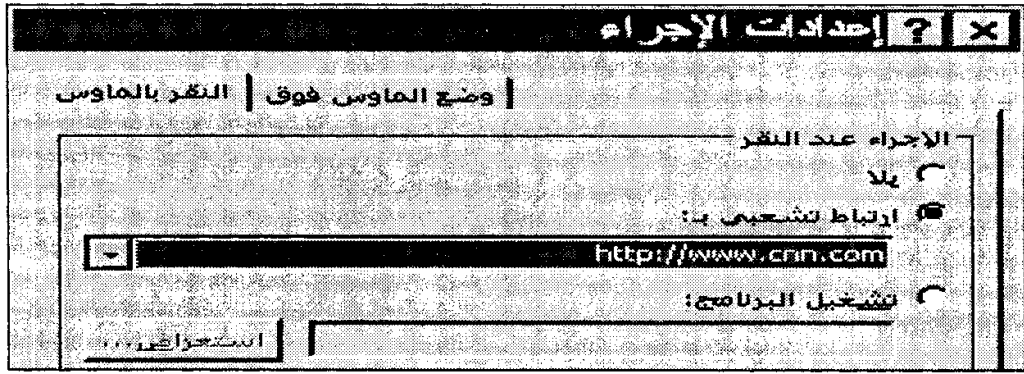 إعدادات الإجراء
النقر بالماوس وضع الماوس فوق
الإجراء عند النقر
بلا
ارتباط تشعبي بـ:
http://www.cnn.com
تشغيل البرنامج:
استعراض...